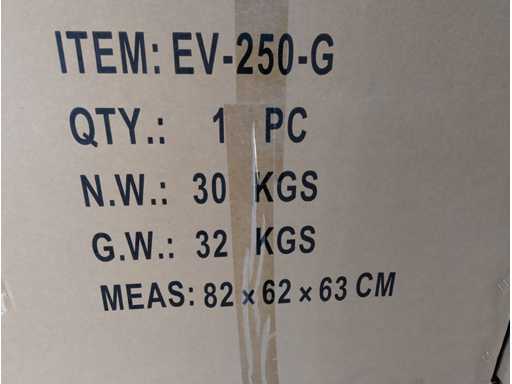 ITEM: EV-250-G
QTY.: 1 PC
N.W.: 30 KGS
G.W.: 32 KGS
MEAS: 82 × 62 × 63 CM